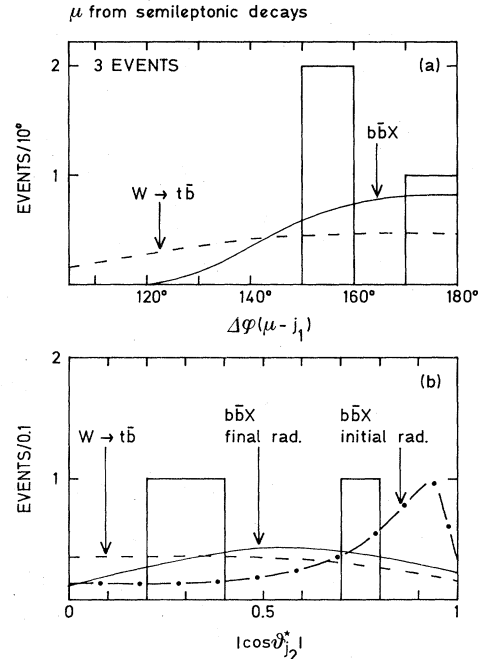 μ from semileptonic decays
3 EVENTS
(a)
2
1
EVENTS/10°
W → tb̄
bb̄X
120° 140° 160° 180°
Δφ(μ - j₁)
2
(b)
1
EVENTS/0.1
W → tb̄
bb̄X
final rad.
bb̄X
initial rad.
0 0.5 1
|cosϑ*j₂|